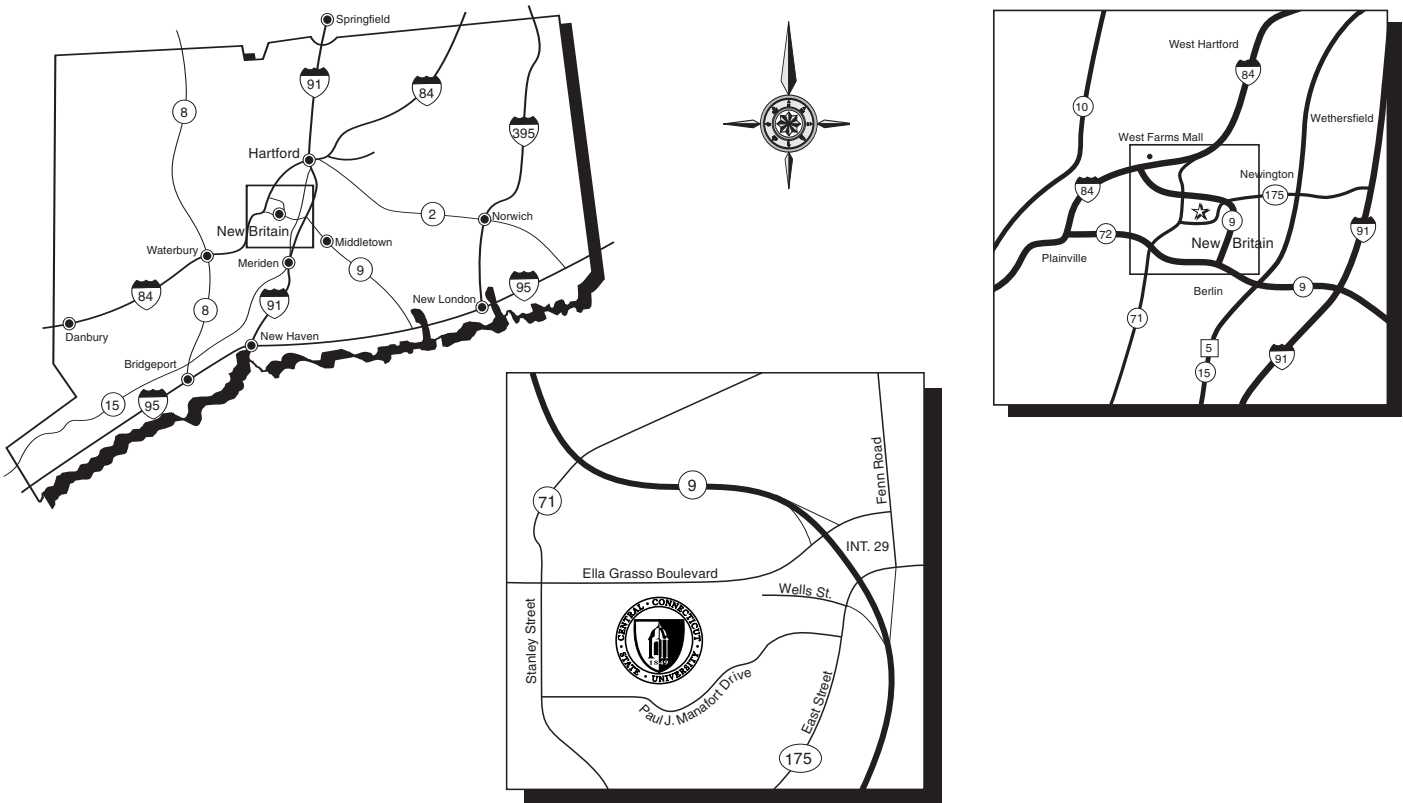 Springfield
91
84
8
395
Hartford
2
Norwich
New Britain
Middletown
Waterbury
Meriden
9
84
91
95
8
New London
Danbury
New Haven
Bridgeport
15
95
West Hartford
84
10
Wethersfield
West Farms Mall
Newington
84
175
9
72
91
New Britain
Plainville
Berlin
9
71
5
15
91
71
9
Fenn Road
INT. 29
Ella Grasso Boulevard
Wells St.
Stanley Street
CENTRAL • CONNECTICUT
STATE • UNIVERSITY
1849
Paul J. Manafort Drive
East Street
175